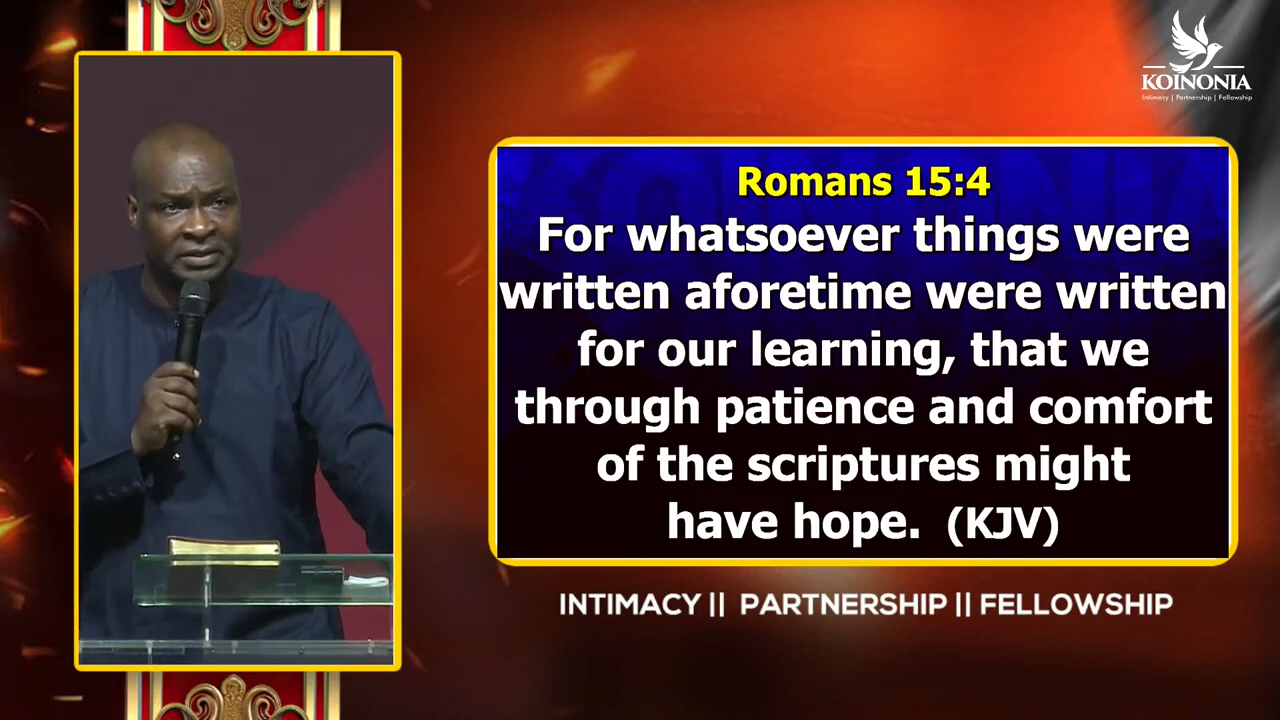 KOINONIA
Intimacy | Partnership | Fellowship
Romans 15:4
For whatsoever things were
written aforetime were written
for our learning, that we
through patience and comfort
of the scriptures might
have hope. (KJV)
INTIMACY || PARTNERSHIP || FELLOWSHIP